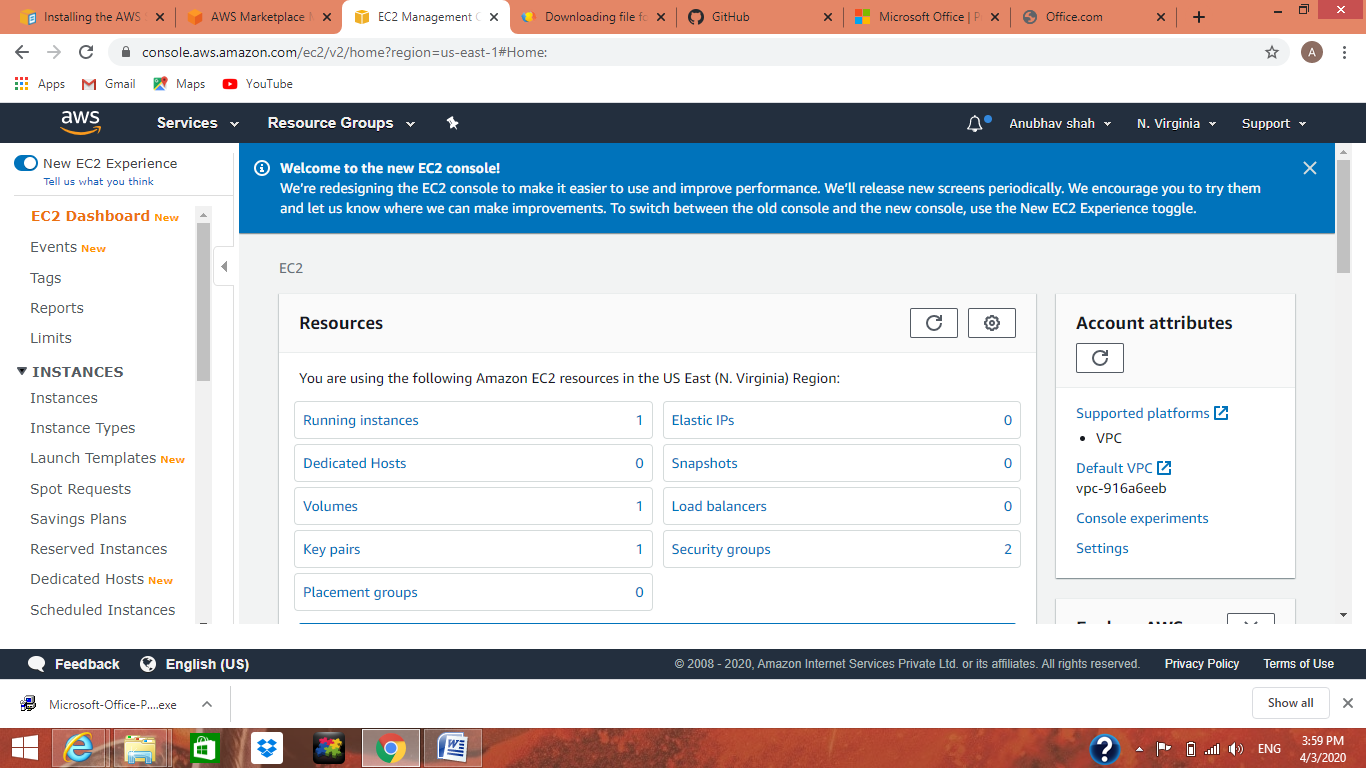 Installing the AWS
AWS Marketplace
EC2 Management
Downloading file fo
GitHub
Microsoft Office | P
Office.com
console.aws.amazon.com/ec2/v2/home?region=us-east-1#Home:
A
Apps
Gmail
Maps
YouTube
aws
Services
Resource Groups
Anubhav shah
N. Virginia
Support
New EC2 Experience
Tell us what you think
Welcome to the new EC2 console!
We're redesigning the EC2 console to make it easier to use and improve performance. We'll release new screens periodically. We encourage you to try them
and let us know where we can make improvements. To switch between the old console and the new console, use the New EC2 Experience toggle.
EC2 Dashboard New
Events New
Tags
Reports
Limits
INSTANCES
Instances
Instance Types
Launch Templates New
Spot Requests
Savings Plans
Reserved Instances
Dedicated Hosts New
Scheduled Instances
EC2
Resources
You are using the following Amazon EC2 resources in the US East (N. Virginia) Region:
Running instances 1
Elastic IPs 0
Dedicated Hosts 0
Snapshots 0
Volumes 1
Load balancers 0
Key pairs 1
Security groups 2
Placement groups 0
Account attributes
Supported platforms
• VPC
Default VPC
vpc-916a6eeb
Console experiments
Settings
Feedback
English (US)
© 2008 - 2020, Amazon Internet Services Private Ltd. or its affiliates. All rights reserved.
Privacy Policy
Terms of Use
Microsoft-Office-P....exe
Show all
ENG
3:59 PM
4/3/2020